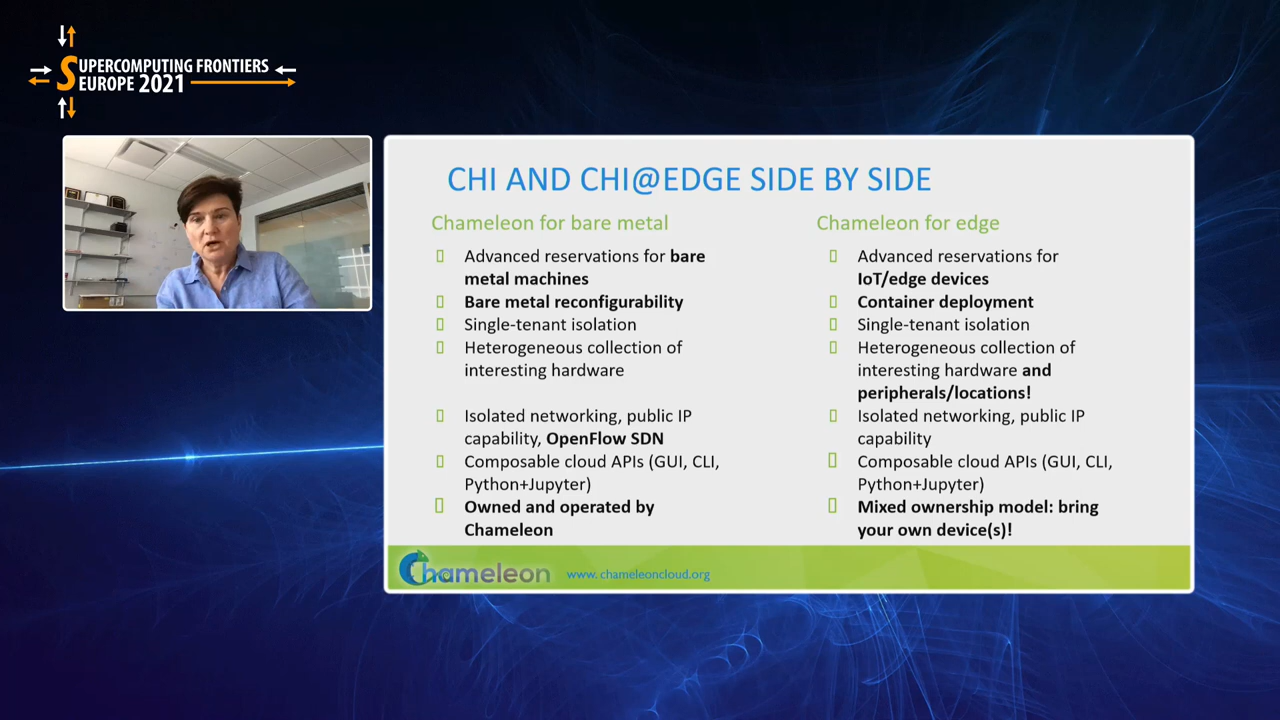 SUPERCOMPUTING FRONTIERS
EUROPE 2021
CHI AND CHI@EDGE SIDE BY SIDE
Chameleon for bare metal
Advanced reservations for bare
metal machines
Bare metal reconfigurability
Single-tenant isolation
Heterogeneous collection of
interesting hardware
Isolated networking, public IP
capability, OpenFlow SDN
Composable cloud APIs (GUI, CLI,
Python+Jupyter)
Owned and operated by
Chameleon
Chameleon for edge
Advanced reservations for
IoT/edge devices
Container deployment
Single-tenant isolation
Heterogeneous collection of
interesting hardware and
peripherals/locations!
Isolated networking, public IP
capability
Composable cloud APIs (GUI, CLI,
Python+Jupyter)
Mixed ownership model: bring
your own device(s)!
Chameleon
www. chameleoncloud.org